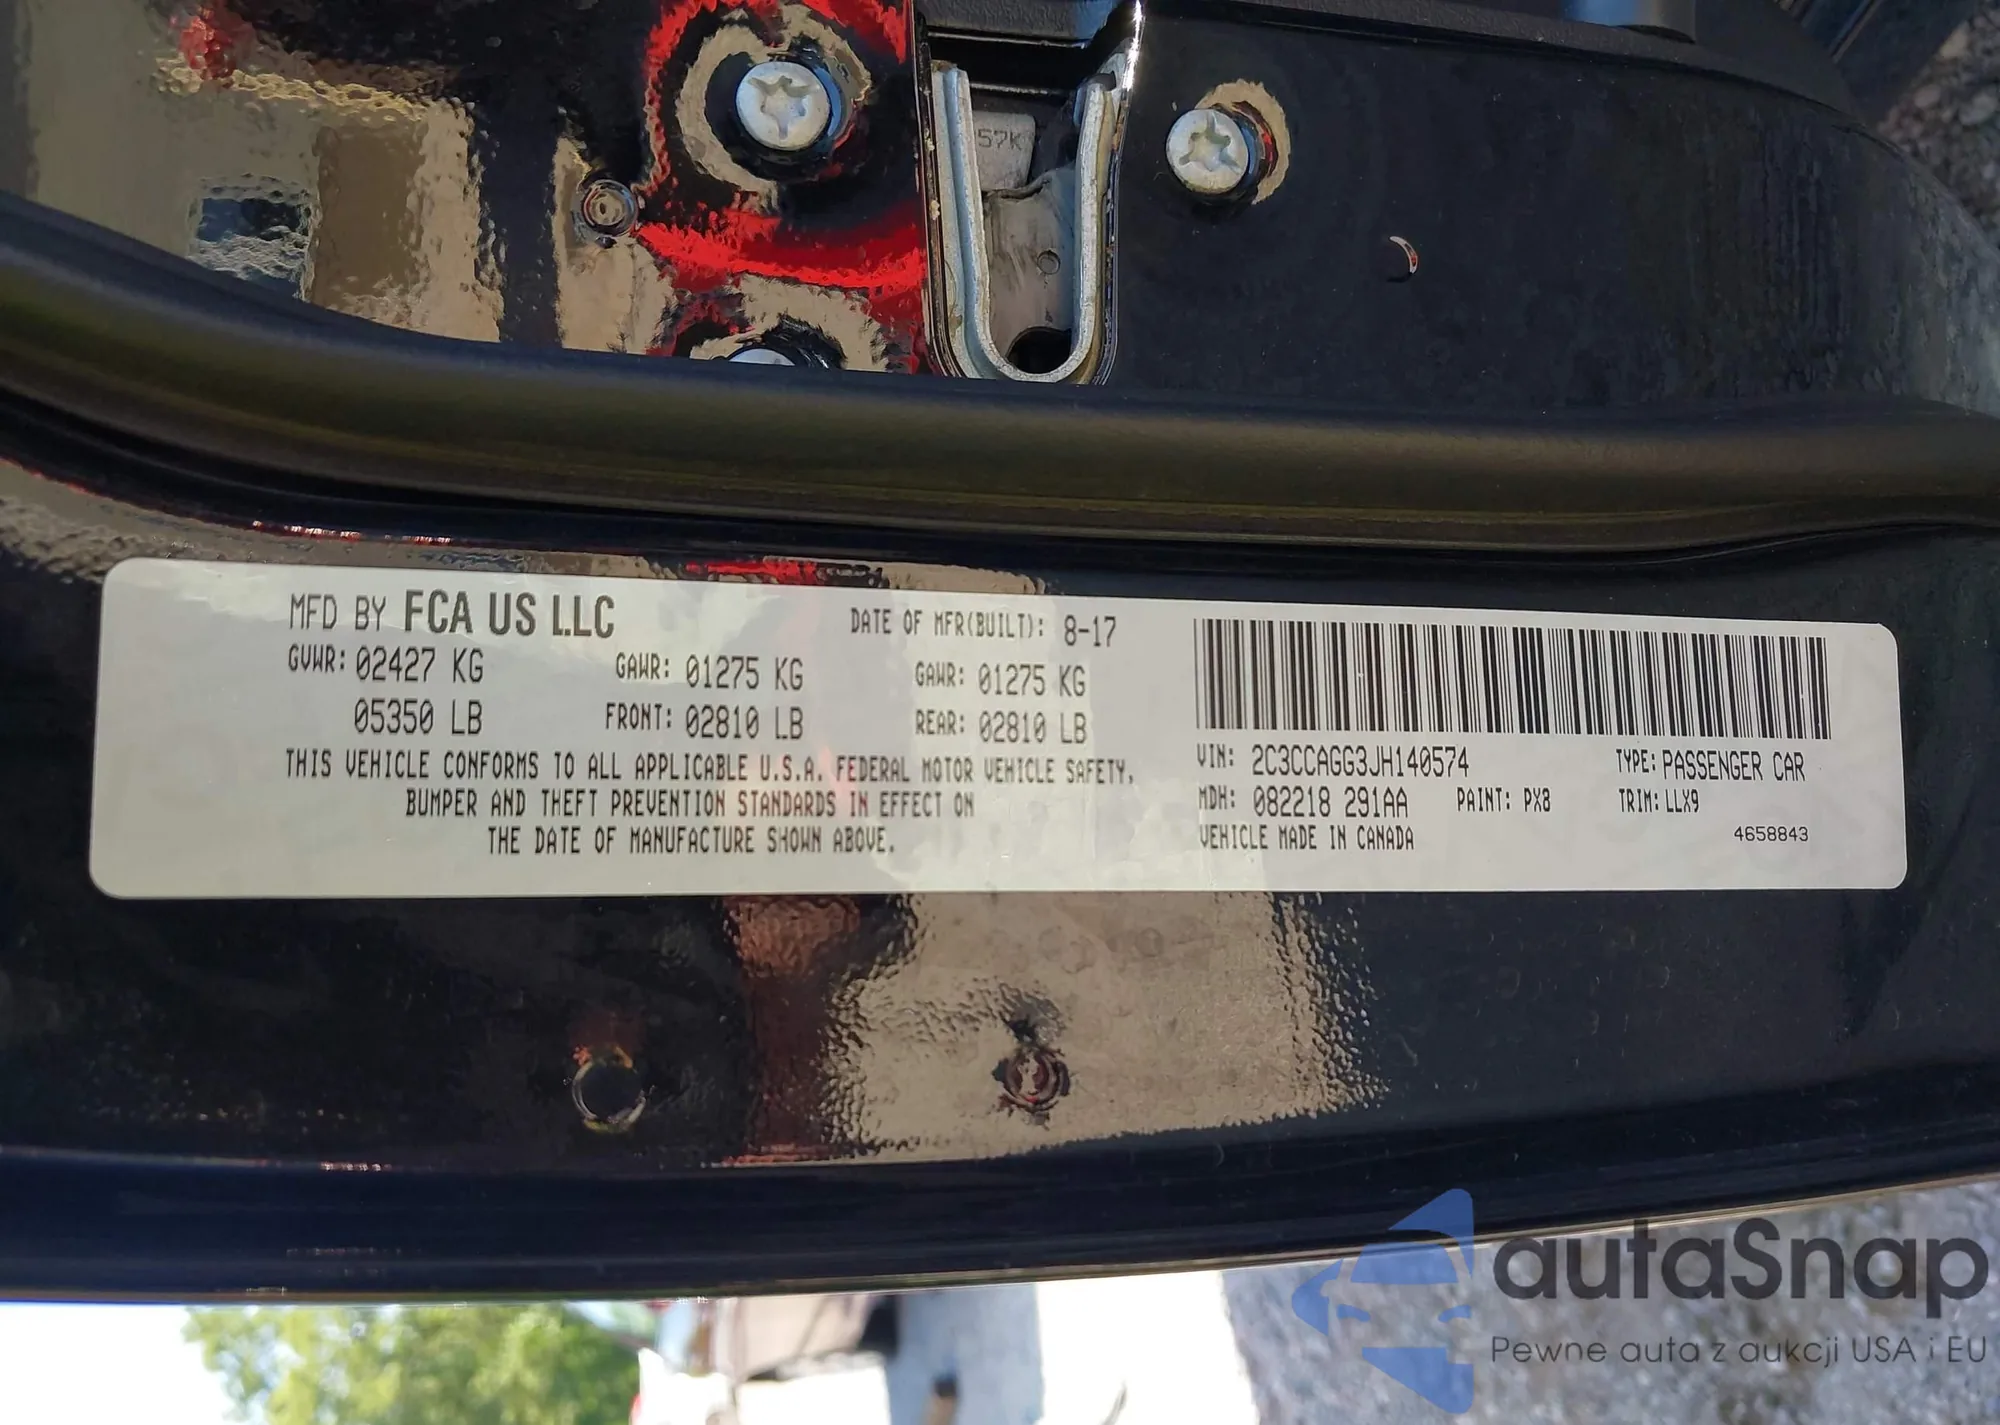 57K
MFD BY FCA US LLC DATE OF MFR(BUILT): 8-17
GVWR: 02427 KG GAWR: 01275 KG GAWR: 01275 KG
05350 LB FRONT: 02810 LB REAR: 02810 LB
THIS VEHICLE CONFORMS TO ALL APPLICABLE U.S.A. FEDERAL MOTOR VEHICLE SAFETY,
BUMPER AND THEFT PREVENTION STANDARDS IN EFFECT ON
THE DATE OF MANUFACTURE SHOWN ABOVE.
VIN: 2C3CCAGG3JH140574 TYPE: PASSENGER CAR
MDH: 082218 291AA PAINT: PX8 TRIM: LLX9
VEHICLE MADE IN CANADA 4658843
autaSnap
Pewne auta z aukcji USA i EU